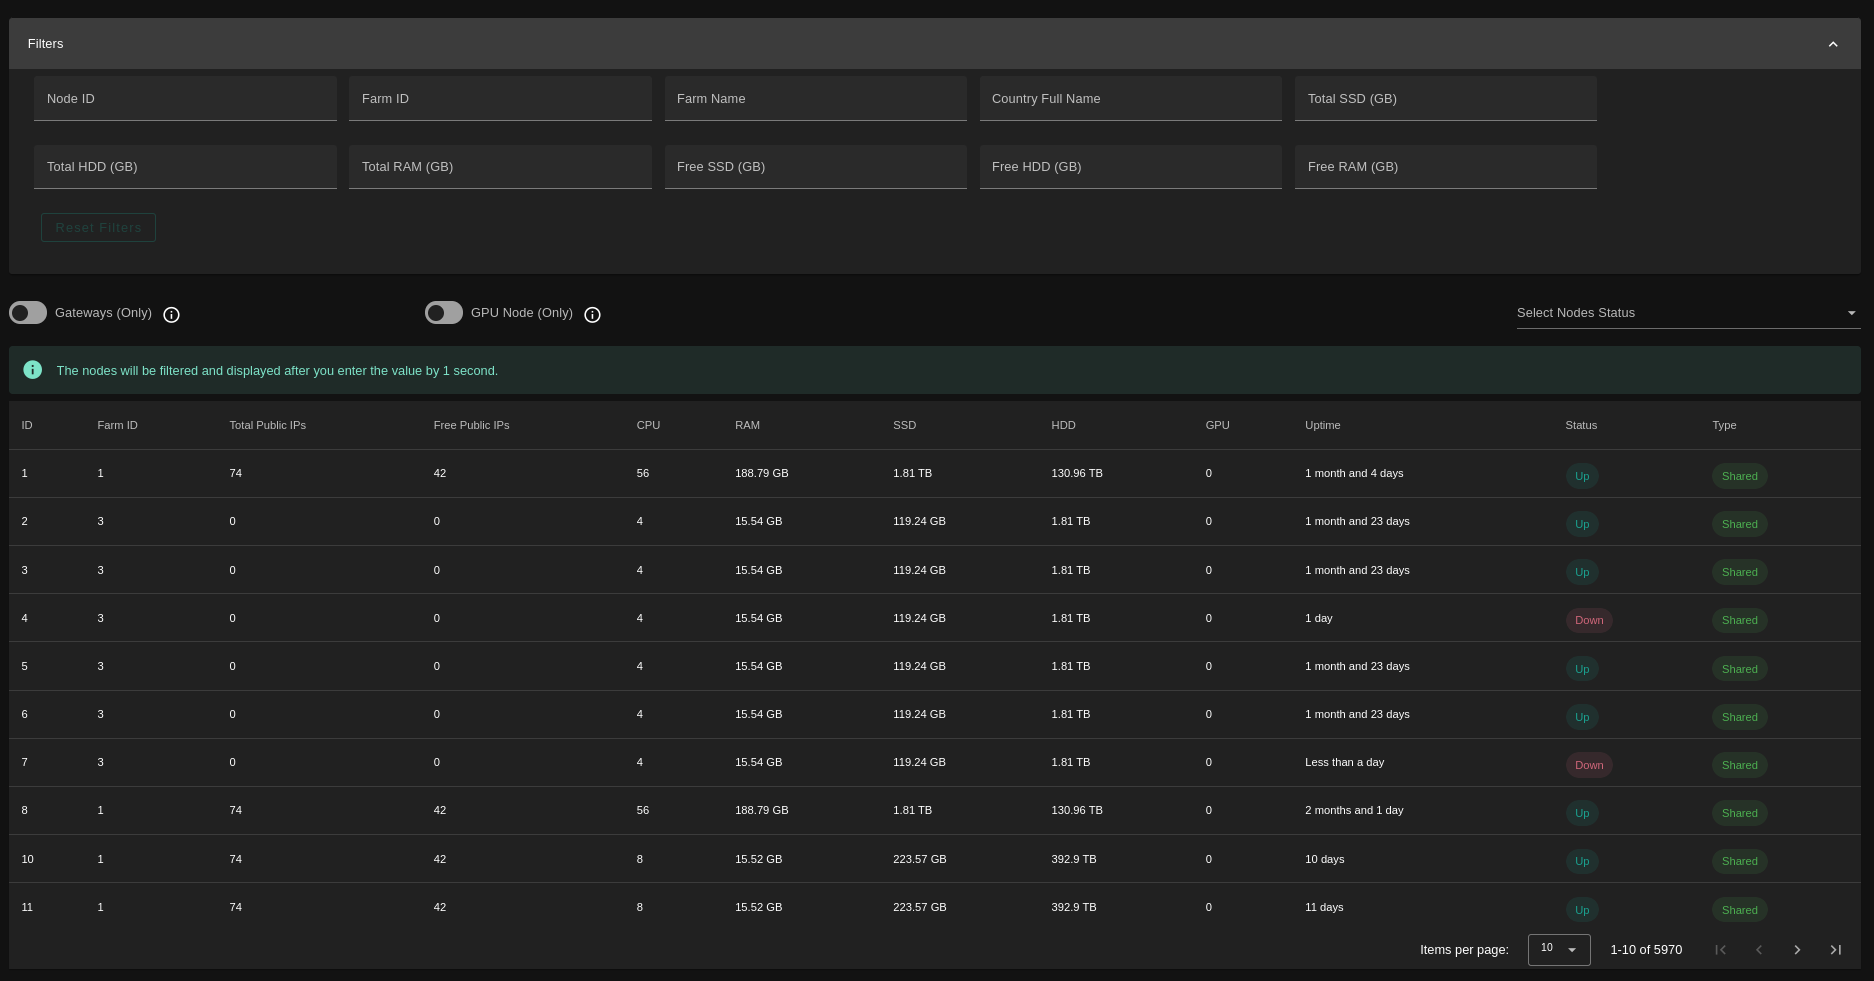 Filters
Node ID Farm ID Farm Name Country Full Name Total SSD (GB)
Total HDD (GB) Total RAM (GB) Free SSD (GB) Free HDD (GB) Free RAM (GB)
Reset Filters
Gateways (Only) GPU Node (Only) Select Nodes Status
The nodes will be filtered and displayed after you enter the value by 1 second.
ID Farm ID Total Public IPs Free Public IPs CPU RAM SSD HDD GPU Uptime Status Type
1 1 74 42 56 188.79 GB 1.81 TB 130.96 TB 0 1 month and 4 days Up Shared
2 3 0 0 4 15.54 GB 119.24 GB 1.81 TB 0 1 month and 23 days Up Shared
3 3 0 0 4 15.54 GB 119.24 GB 1.81 TB 0 1 month and 23 days Up Shared
4 3 0 0 4 15.54 GB 119.24 GB 1.81 TB 0 1 day Down Shared
5 3 0 0 4 15.54 GB 119.24 GB 1.81 TB 0 1 month and 23 days Up Shared
6 3 0 0 4 15.54 GB 119.24 GB 1.81 TB 0 1 month and 23 days Up Shared
7 3 0 0 4 15.54 GB 119.24 GB 1.81 TB 0 Less than a day Down Shared
8 1 74 42 56 188.79 GB 1.81 TB 130.96 TB 0 2 months and 1 day Up Shared
10 1 74 42 8 15.52 GB 223.57 GB 392.9 TB 0 10 days Up Shared
11 1 74 42 8 15.52 GB 223.57 GB 392.9 TB 0 11 days Up Shared
Items per page: 10 1-10 of 5970